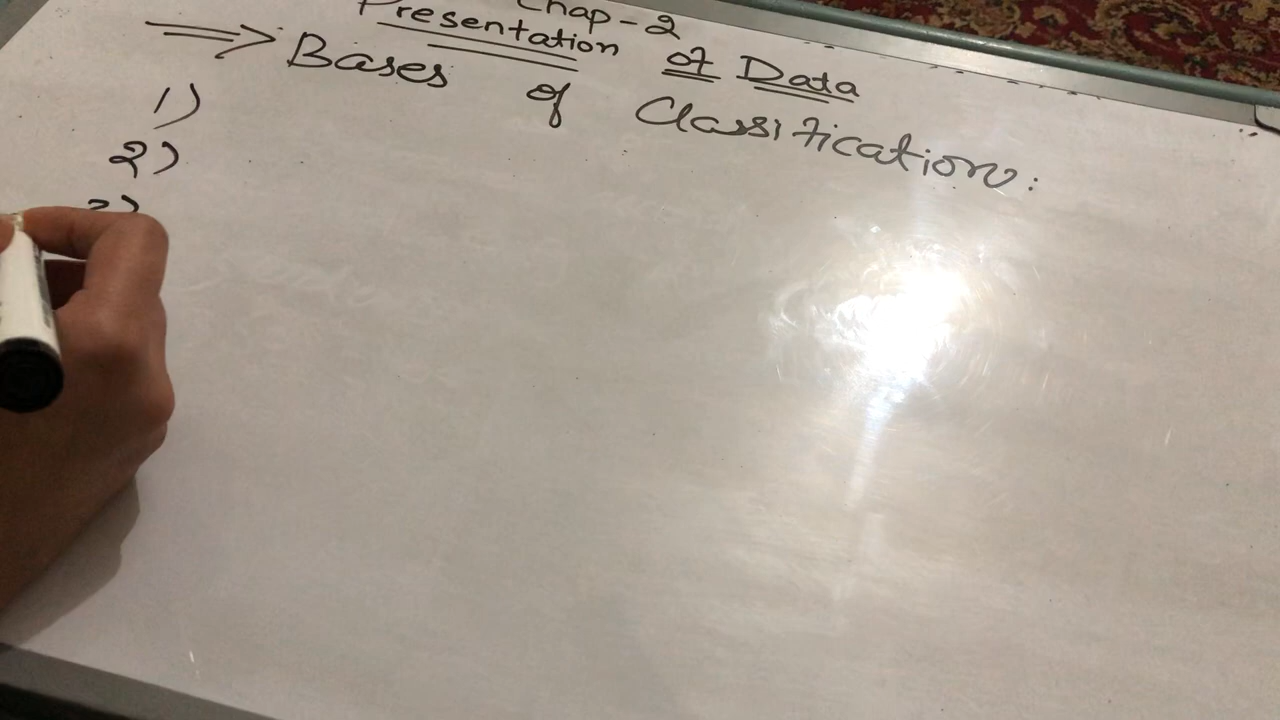 Chap-2
Presentation of Data
⇒ Bases of Classification:
1)
2)
3)